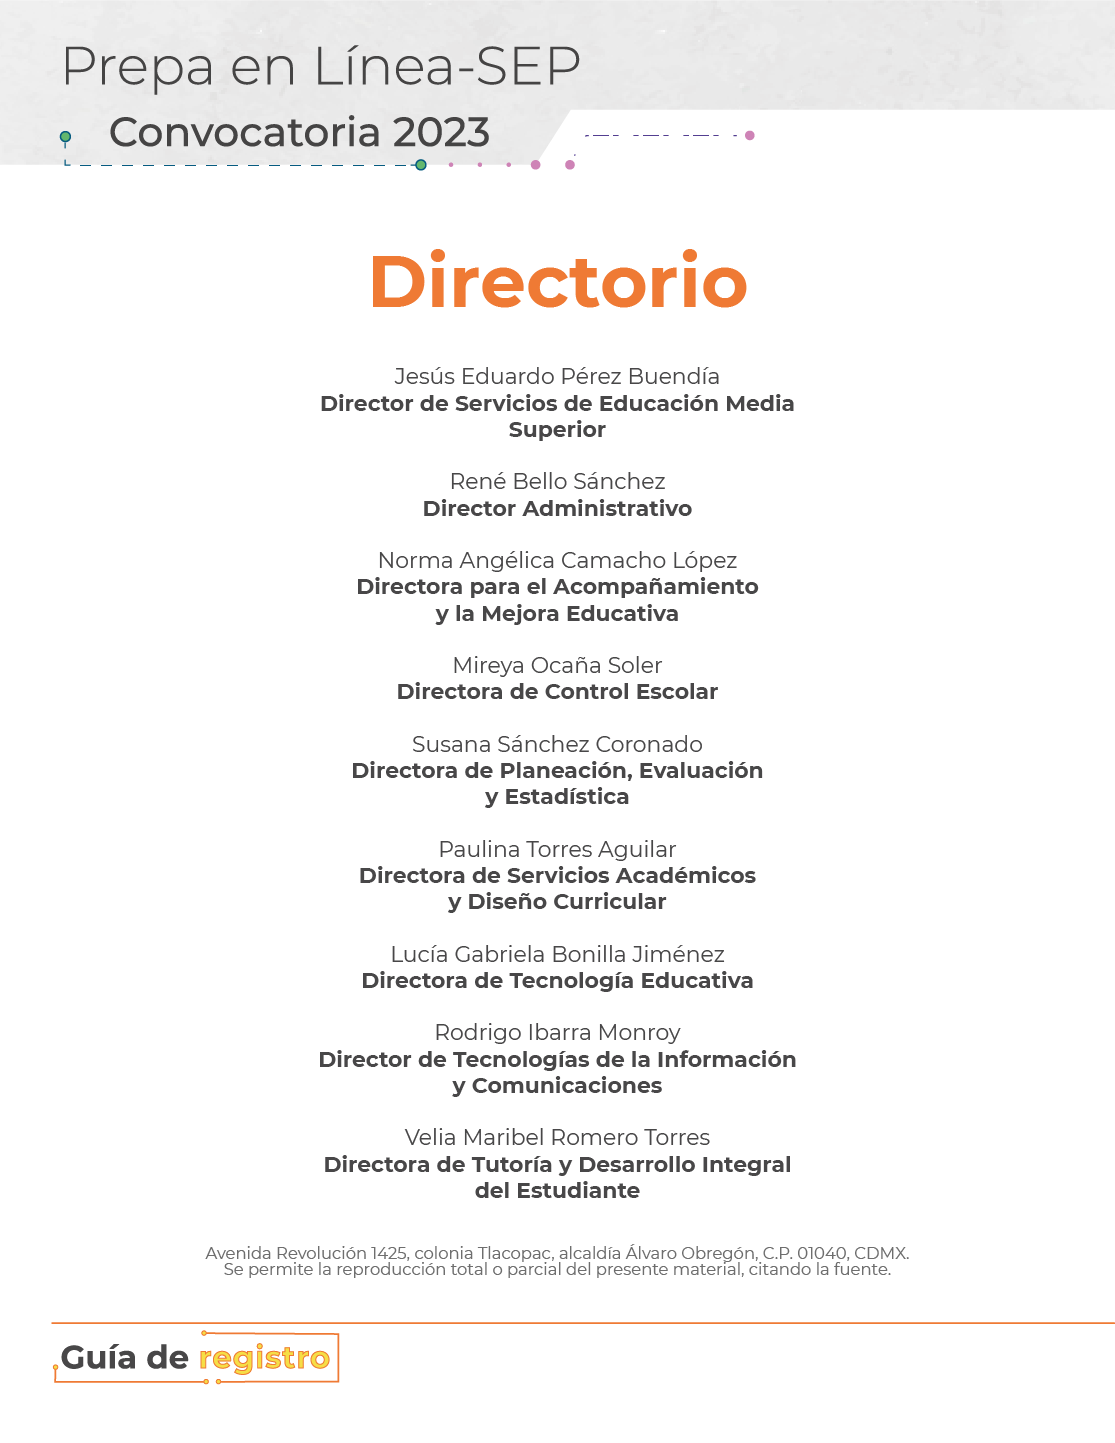 Prepa en Línea-SEP
Convocatoria 2023
Directorio
Jesús Eduardo Pérez Buendía
Director de Servicios de Educación Media
Superior
René Bello Sánchez
Director Administrativo
Norma Angélica Camacho López
Directora para el Acompañamiento
y la Mejora Educativa
Mireya Ocaña Soler
Directora de Control Escolar
Susana Sánchez Coronado
Directora de Planeación, Evaluación
y Estadística
Paulina Torres Aguilar
Directora de Servicios Académicos
y Diseño Curricular
Lucía Gabriela Bonilla Jiménez
Directora de Tecnología Educativa
Rodrigo Ibarra Monroy
Director de Tecnologías de la Información
y Comunicaciones
Velia Maribel Romero Torres
Directora de Tutoría y Desarrollo Integral
del Estudiante
Avenida Revolución 1425, colonia Tlacopac, alcaldía Álvaro Obregón, C.P. 01040, CDMX.
Se permite la reproducción total o parcial del presente material, citando la fuente.
Guía de registro